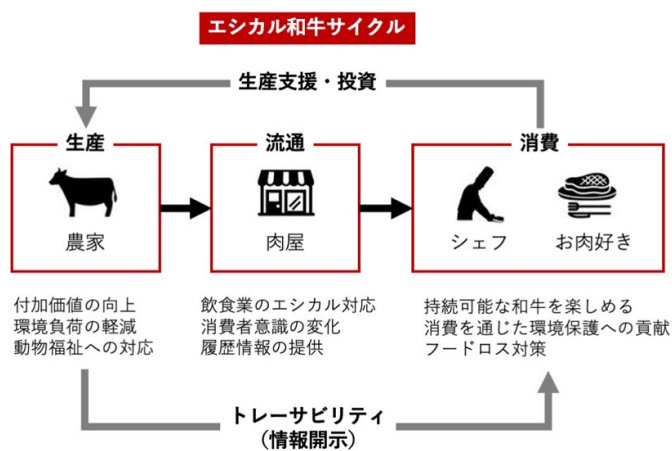 エシカル和牛サイクル
生産支援・投資
生産
農家
付加価値の向上
環境負荷の軽減
動物福祉への対応
流通
肉屋
飲食業のエシカル対応
消費者意識の変化
履歴情報の提供
消費
シェフ
お肉好き
持続可能な和牛を楽しめる
消費を通じた環境保護への貢献
フードロス対策
トレーサビリティ
（情報開示）